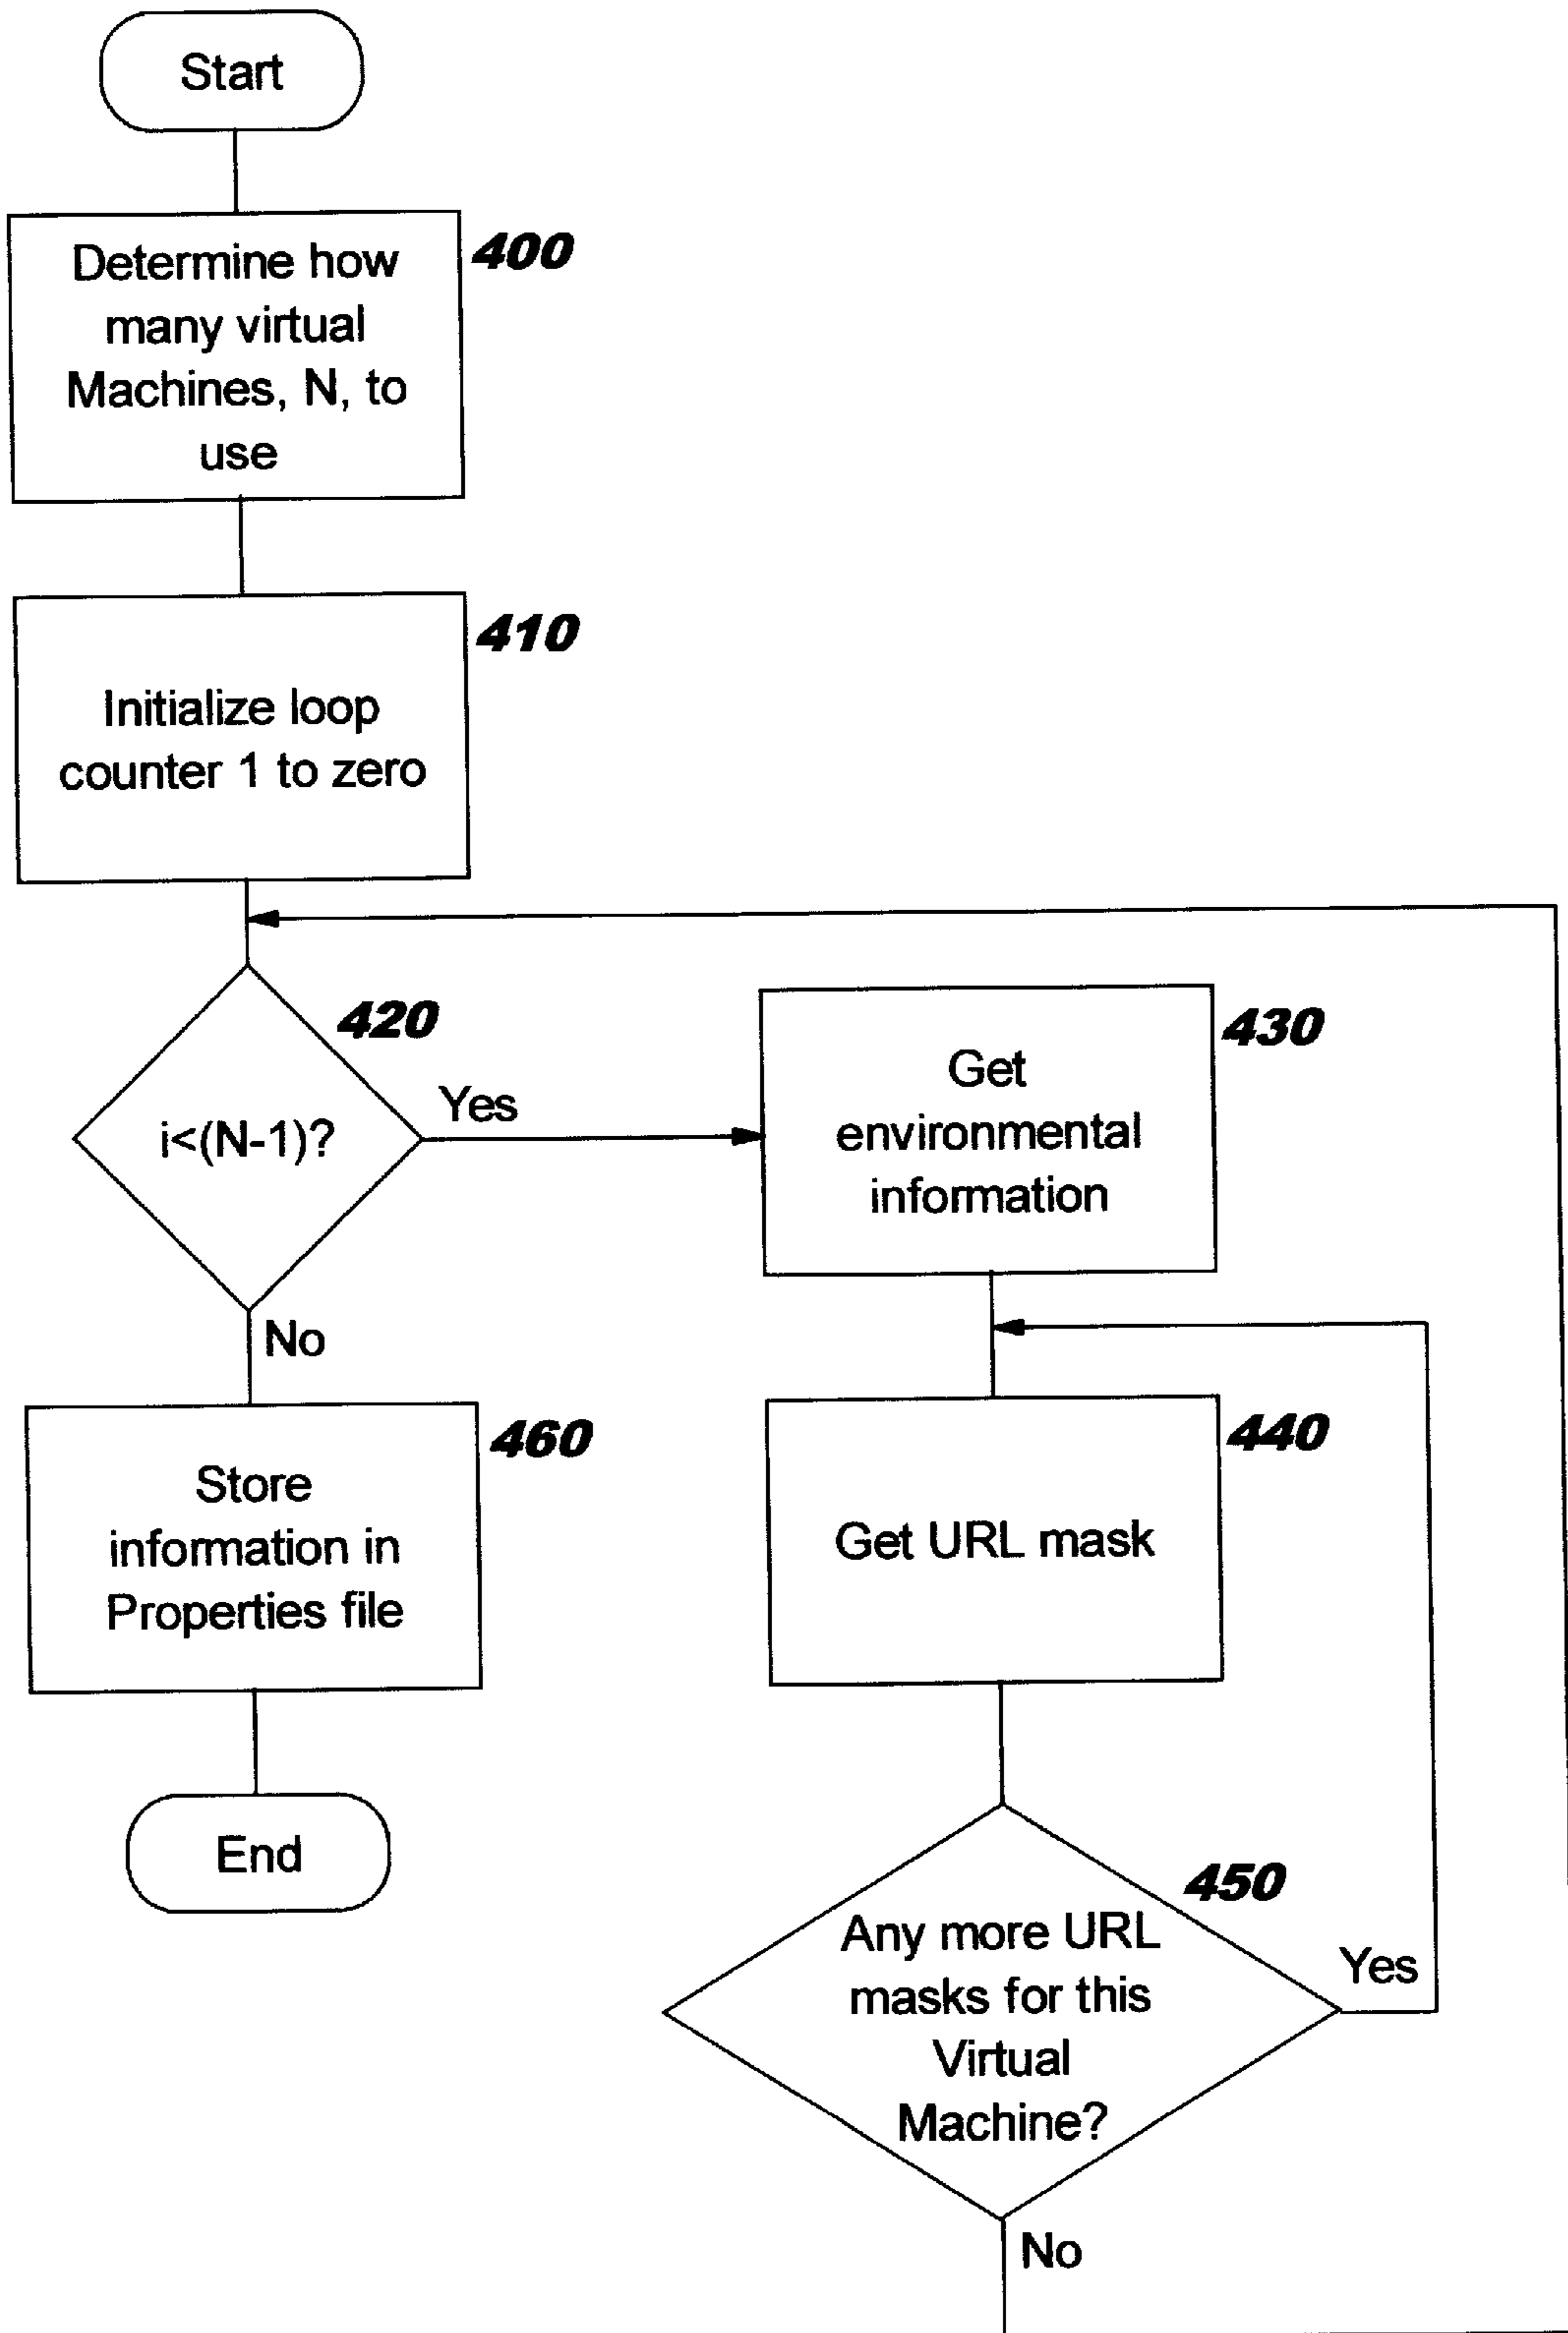 Start
400
Determine how
many virtual
Machines, N, to
use
410
Initialize loop
counter 1 to zero
420
i<(N-1)?
Yes
430
Get
environmental
information
No
460
Store
information in
Properties file
440
Get URL mask
End
450
Any more URL
masks for this
Virtual
Machine?
Yes
No